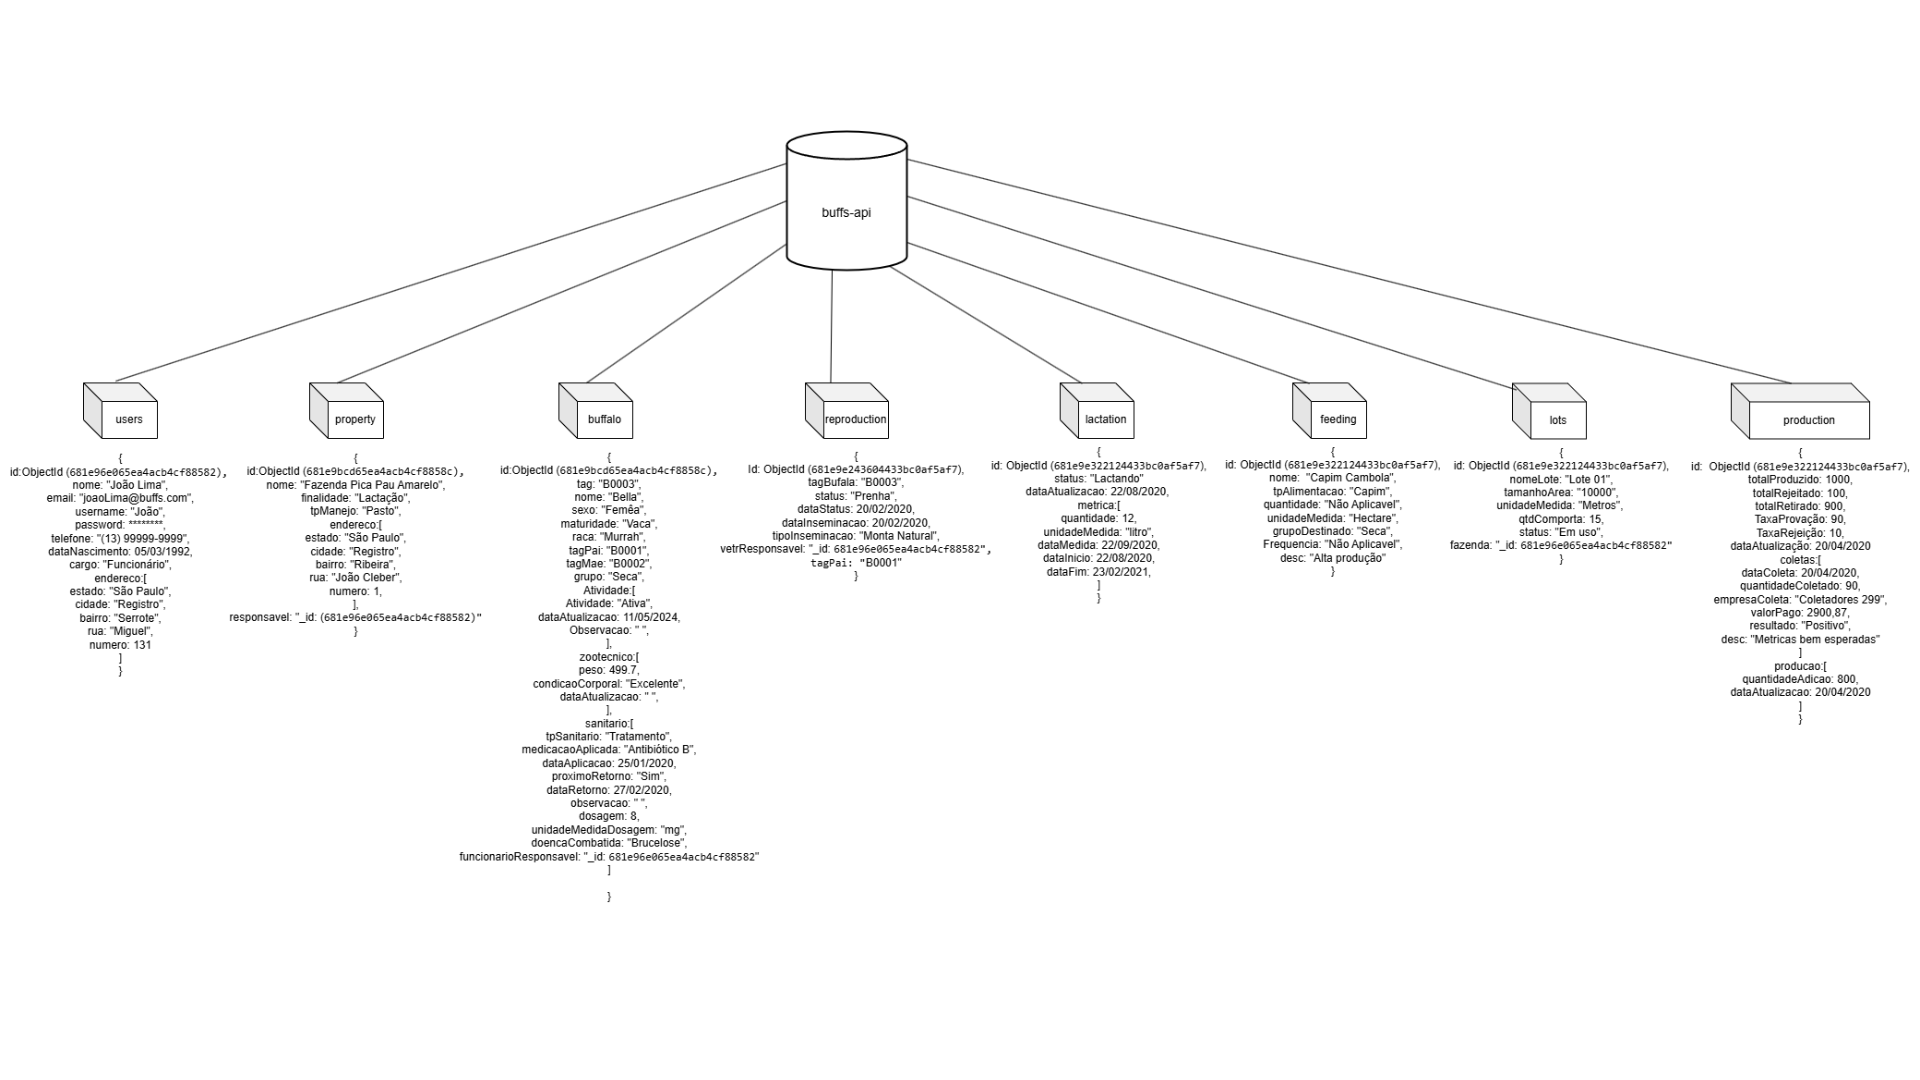 buffs-api
users
{
id:ObjectId (681e96e065ea4acb4cf88582),
nome: "João Lima",
email: "joaoLima@buffs.com",
username: "João",
password: ********,
telefone: "(13) 99999-9999",
dataNascimento: 05/03/1992,
cargo: "Funcionário",
endereco:[
estado: "São Paulo",
cidade: "Registro",
bairro: "Serrote",
rua: "Miguel",
numero: 131
]
}
property
{
id:ObjectId (681e9bcd65ea4acb4cf8858c),
nome: "Fazenda Pica Pau Amarelo",
finalidade: "Lactação",
tpManejo: "Pasto",
endereco:[
estado: "São Paulo",
cidade: "Registro",
bairro: "Ribeira",
rua: "João Cleber",
numero: 1,
],
responsavel: "_id: (681e96e065ea4acb4cf88582)"
}
buffalo
{
id:ObjectId (681e9bcd65ea4acb4cf8858c),
tag: "B0003",
nome: "Bella",
sexo: "Femêa",
maturidade: "Vaca",
raca: "Murrah",
tagPai: "B0001",
tagMae: "B0002",
grupo: "Seca",
Atividade:[
Atividade: "Ativa",
dataAtualizacao: 11/05/2024,
Observacao: " ",
],
zootecnico:[
peso: 499.7,
condicaoCorporal: "Excelente",
dataAtualizacao: " ",
],
sanitario:[
tpSanitario: "Tratamento",
medicacaoAplicada: "Antibiótico B",
dataAplicacao: 25/01/2020,
proximoRetorno: "Sim",
dataRetorno: 27/02/2020,
observacao: " ",
dosagem: 8,
unidadeMedidaDosagem: "mg",
doencaCombatida: "Brucelose",
funcionarioResponsavel: "_id: 681e96e065ea4acb4cf88582"
]
}
reproduction
{
Id: ObjectId (681e9e243604433bc0af5af7),
tagBufala: "B0003",
status: "Prenha",
dataStatus: 20/02/2020,
dataInseminacao: 20/02/2020,
tipoInseminacao: "Monta Natural",
vetrResponsavel: "_id: 681e96e065ea4acb4cf88582",
tagPai: "B0001"
}
lactation
{
id: ObjectId (681e9e322124433bc0af5af7),
status: "Lactando"
dataAtualizacao: 22/08/2020,
metrica:[
quantidade: 12,
unidadeMedida: "litro",
dataMedida: 22/09/2020,
dataInicio: 22/08/2020,
dataFim: 23/02/2021,
]
}
feeding
{
id: ObjectId (681e9e322124433bc0af5af7),
nome: "Capim Cambola",
tpAlimentacao: "Capim",
quantidade: "Não Aplicavel",
unidadeMedida: "Hectare",
grupoDestinado: "Seca",
Frequencia: "Não Aplicavel",
desc: "Alta produção"
}
lots
{
id: ObjectId (681e9e322124433bc0af5af7),
nomeLote: "Lote 01",
tamanhoArea: "10000",
unidadeMedida: "Metros",
qtdComporta: 15,
status: "Em uso",
fazenda: "_id: 681e96e065ea4acb4cf88582"
}
production
{
id: ObjectId (681e9e322124433bc0af5af7),
totalProduzido: 1000,
totalRejeitado: 100,
totalRetirado: 900,
TaxaProvação: 90,
TaxaRejeição: 10,
dataAtualização: 20/04/2020
coletas:[
dataColeta: 20/04/2020,
quantidadeColetado: 90,
empresaColeta: "Coletadores 299",
valorPago: 2900,87,
resultado: "Positivo",
desc: "Metricas bem esperadas"
]
producao:[
quantidadeAdicao: 800,
dataAtualizacao: 20/04/2020
]
}